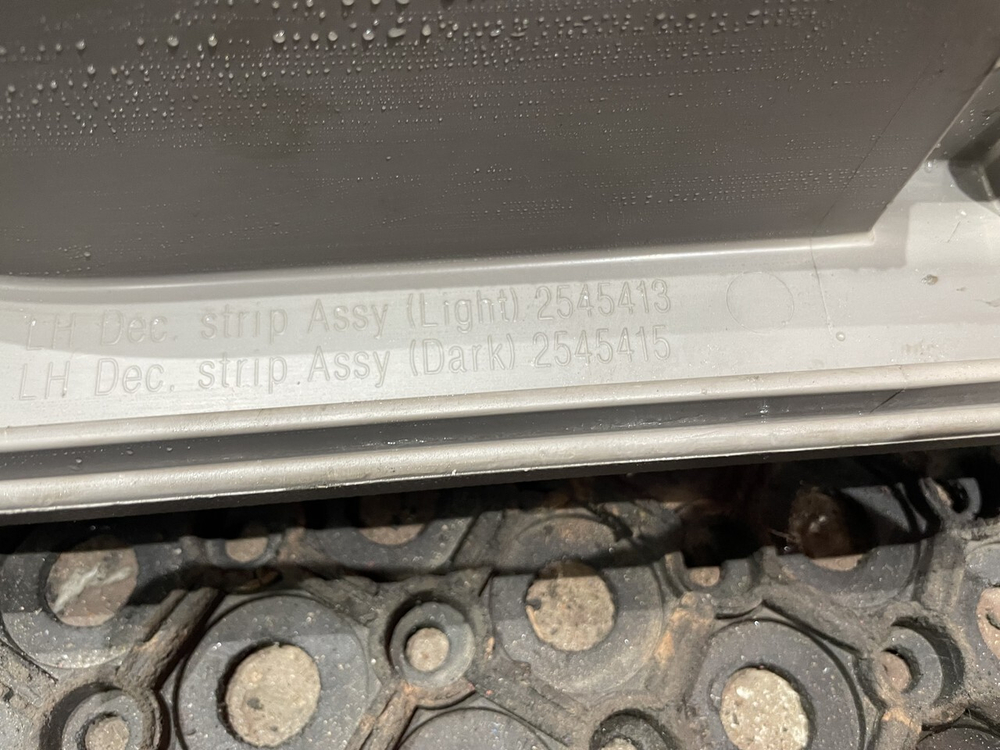 LH Dec. strip Assy (Light) 2545413
LH Dec. strip Assy (Dark) 2545415